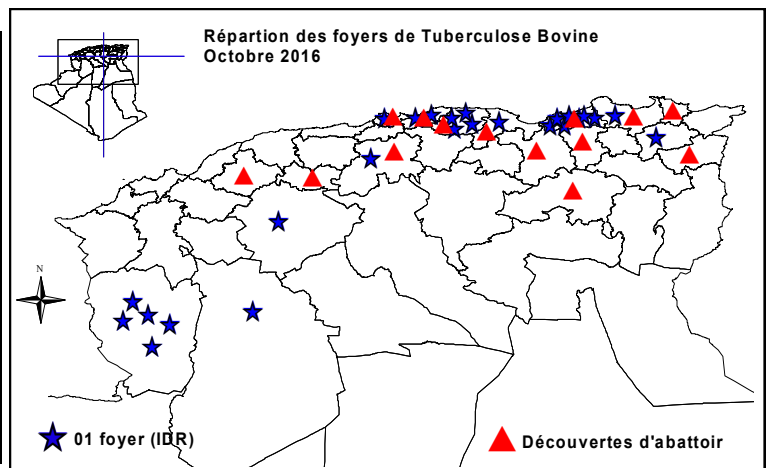 Répartion des foyers de Tuberculose Bovine
Octobre 2016
N
01 foyer (IDR)
Découvertes d'abattoir